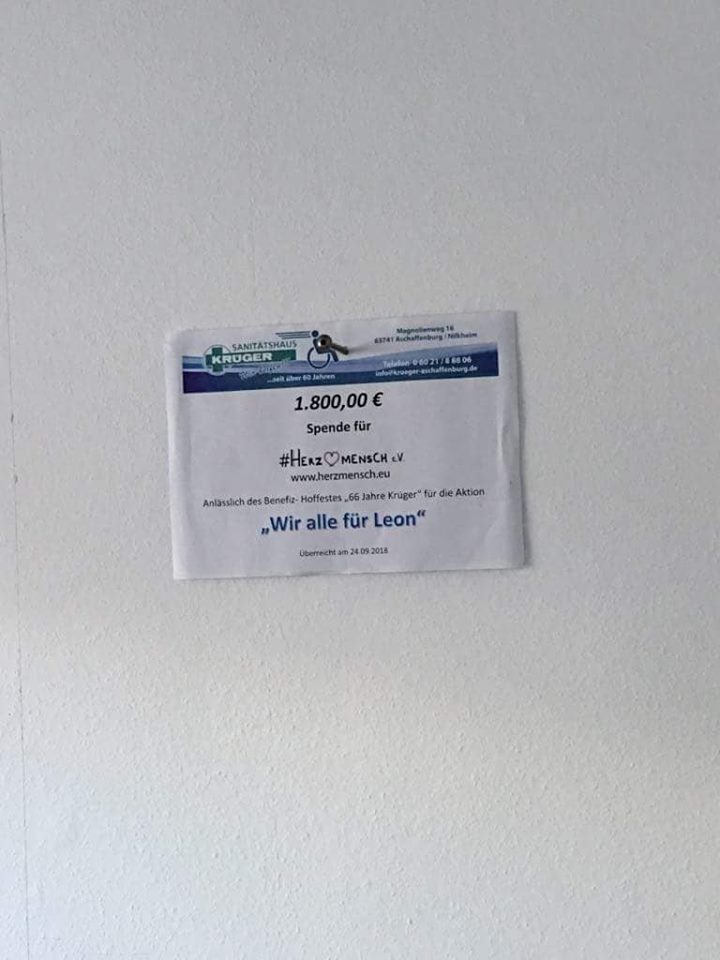 SANITÄTSHAUS
KRÜGER
...seit über 60 Jahren
Magnolienweg 16
63741 Aschaffenburg / Nilkheim
Telefon 0 60 21 / 8 68 06
info@krueger-aschaffenburg.de
1.800,00 €
Spende für
#HERZ♡MENSCH e.V.
www.herzmensch.eu
Anlässlich des Benefiz- Hoffestes „66 Jahre Krüger“ für die Aktion
„Wir alle für Leon“
Überreicht am 24.09.2018